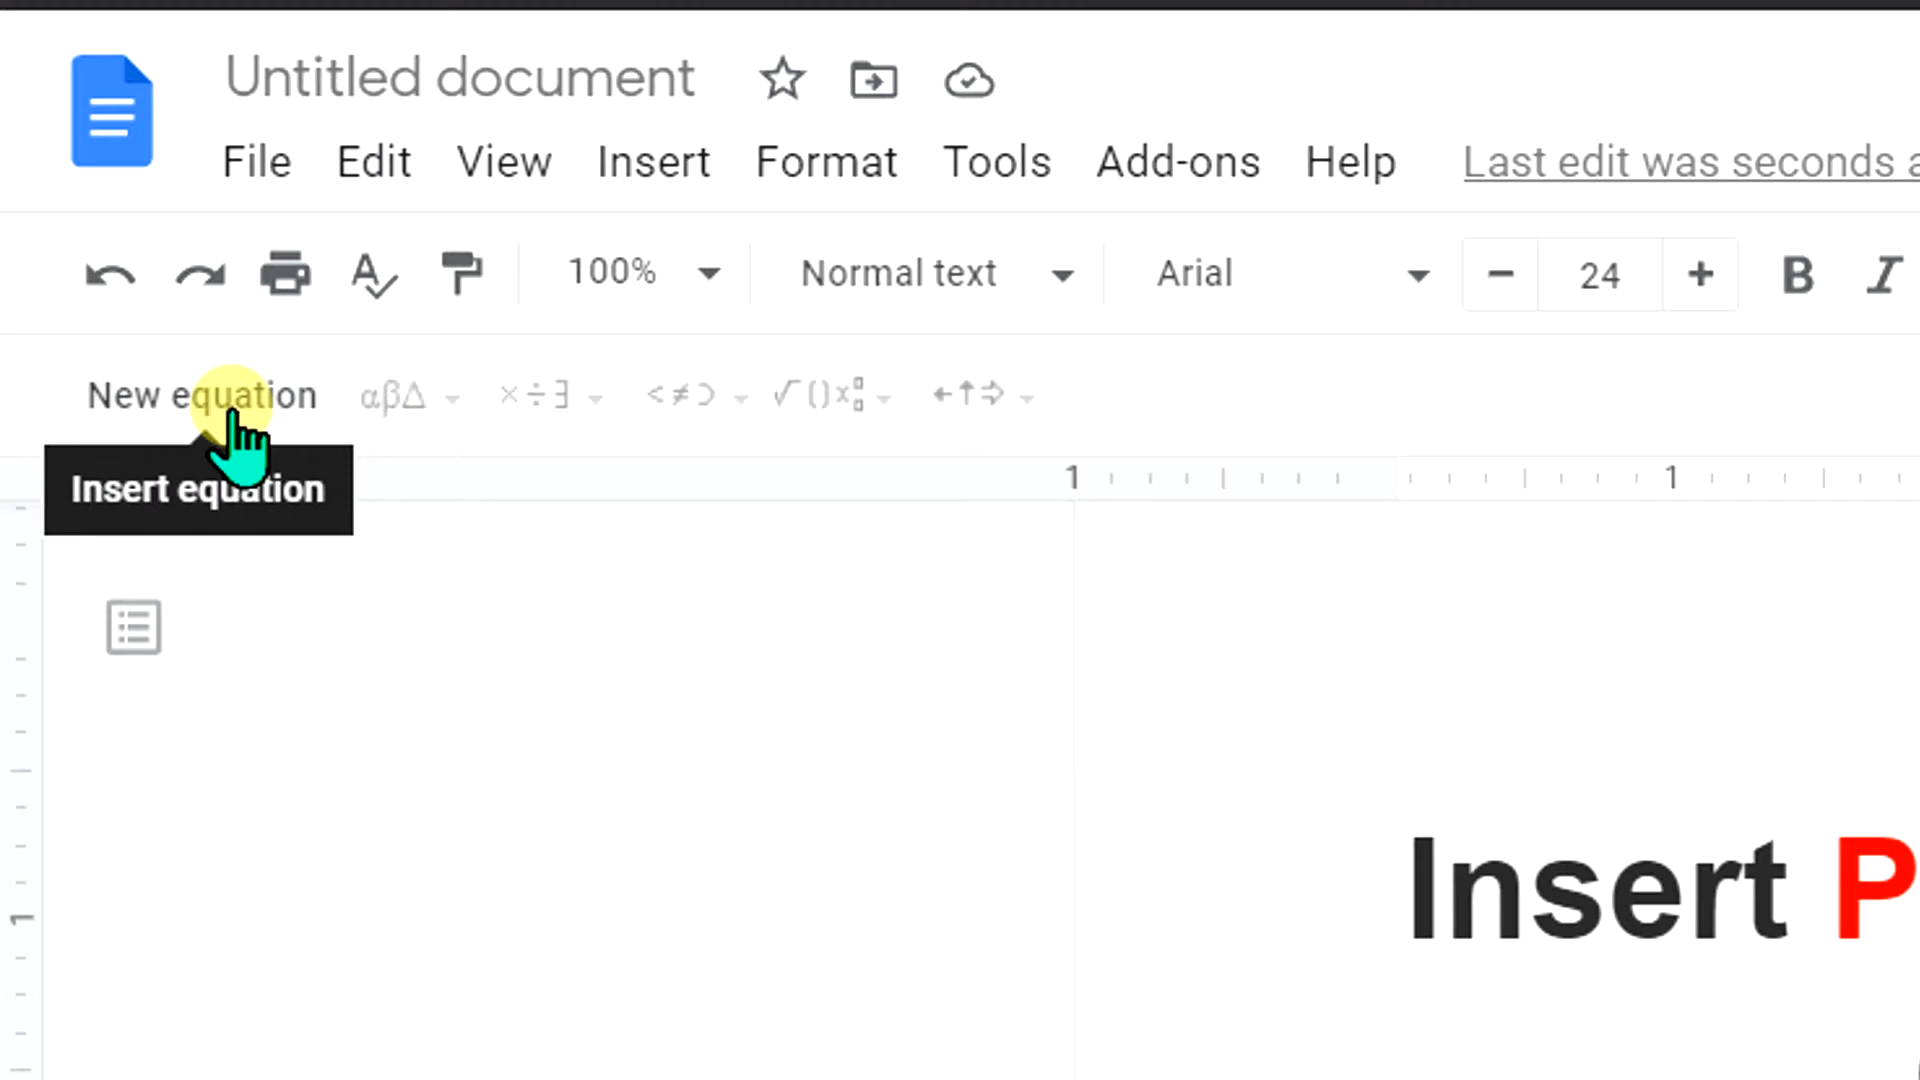 Untitled document
File Edit View Insert Format Tools Add-ons Help Last edit was seconds a
100% Normal text Arial − 24 + B I
New equation αβΔ ×÷∃ <≠⊃ √()x ←↑⇒
Insert equation
1 1
1
Insert P